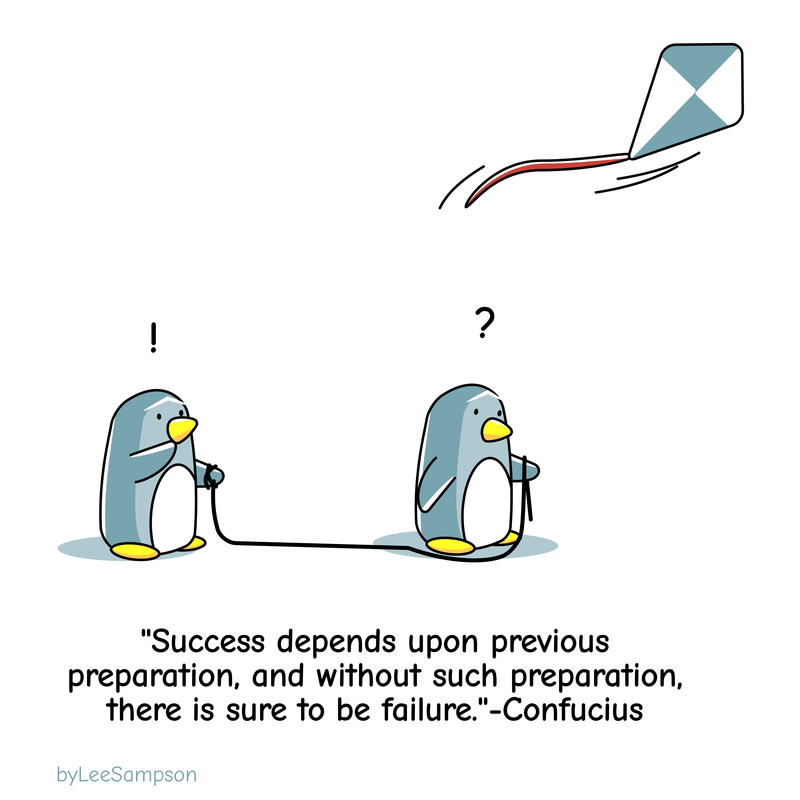 !
?
"Success depends upon previous
preparation, and without such preparation,
there is sure to be failure."-Confucius
byLeeSampson